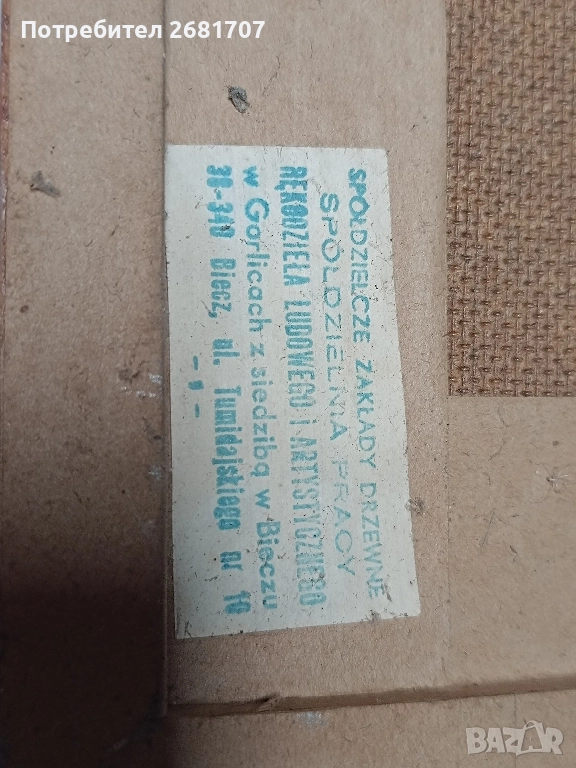 Потребител 2681707
SPÓŁDZIELCZE ZAKŁADY DRZEWNE
SPÓŁDZIELNIA PRACY
RĘKODZIEŁA LUDOWEGO I ARTYSTYCZNEGO
w Gorlicach z siedzibą w Bieczu
38-340 Biecz, ul. Tumidajskiego nr 10
- " -
BAZAR